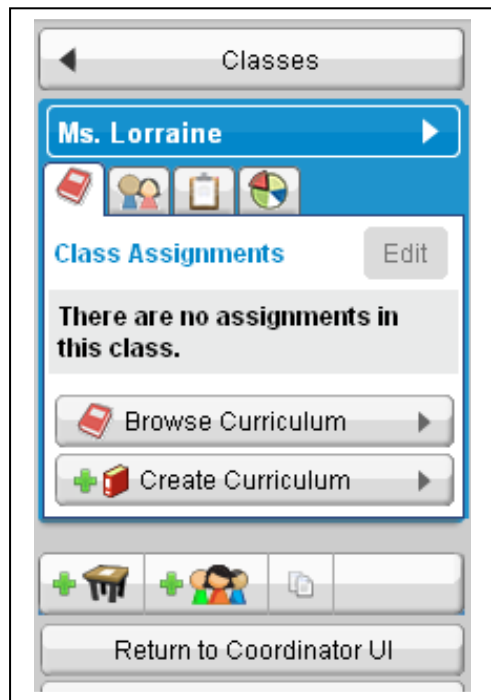 Classes
Ms. Lorraine
Class Assignments
Edit
There are no assignments in
this class.
Browse Curriculum
Create Curriculum
Return to Coordinator UI